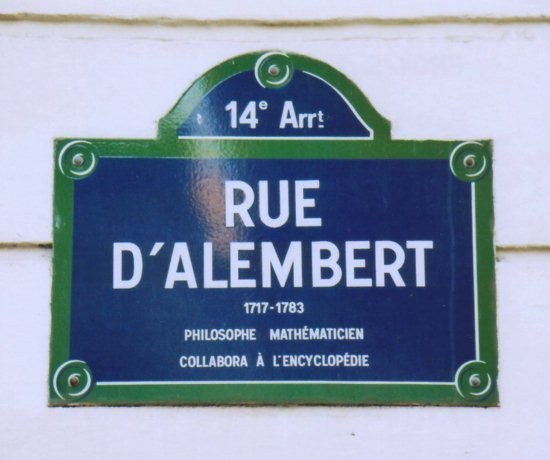 14e Arrt
RUE
D'ALEMBERT
1717-1783
PHILOSOPHE MATHÉMATICIEN
COLLABORA À L'ENCYCLOPÉDIE